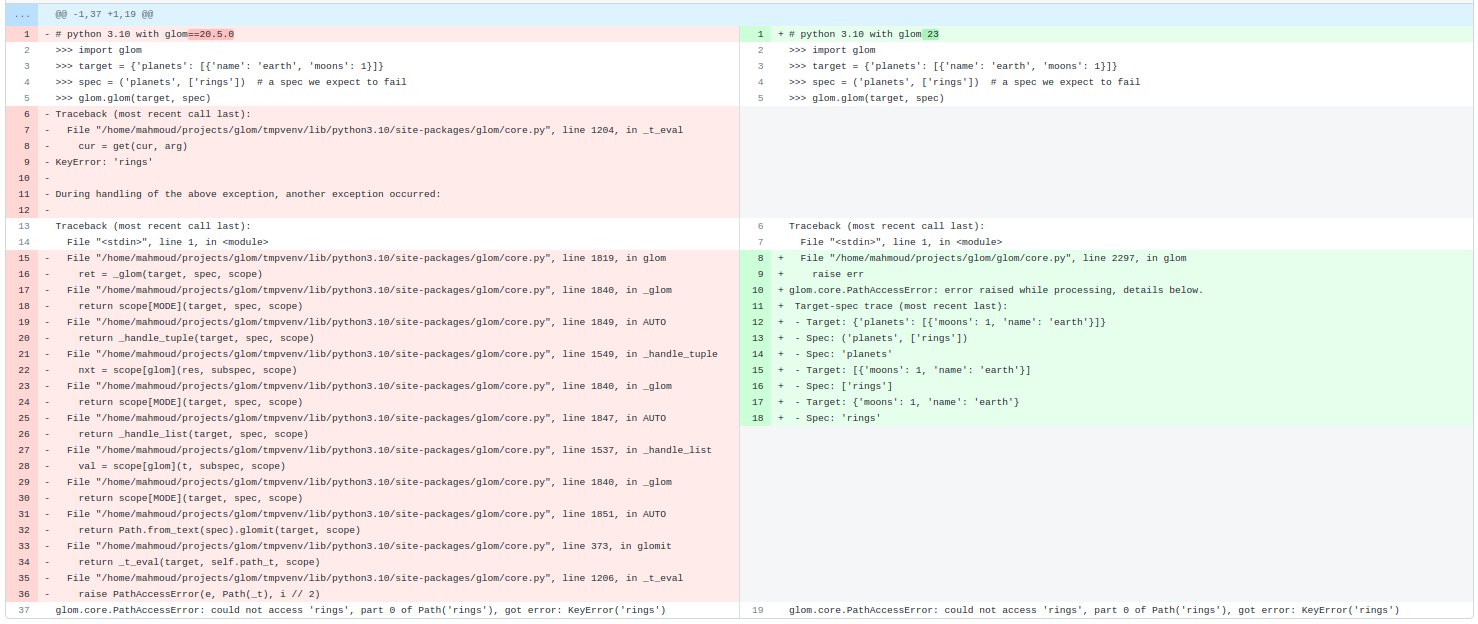 ... @@ -1,37 +1,19 @@
1 - # python 3.10 with glom==20.5.0
2 >>> import glom
3 >>> target = {'planets': [{'name': 'earth', 'moons': 1}]}
4 >>> spec = ('planets', ['rings'])  # a spec we expect to fail
5 >>> glom.glom(target, spec)
6 - Traceback (most recent call last):
7 -   File "/home/mahmoud/projects/glom/tmpvenv/lib/python3.10/site-packages/glom/core.py", line 1204, in _t_eval
8 -     cur = get(cur, arg)
9 - KeyError: 'rings'
10 -
11 - During handling of the above exception, another exception occurred:
12 -
13 Traceback (most recent call last):
14   File "<stdin>", line 1, in <module>
15 -   File "/home/mahmoud/projects/glom/tmpvenv/lib/python3.10/site-packages/glom/core.py", line 1819, in glom
16 -     ret = _glom(target, spec, scope)
17 -   File "/home/mahmoud/projects/glom/tmpvenv/lib/python3.10/site-packages/glom/core.py", line 1840, in _glom
18 -     return scope[MODE](target, spec, scope)
19 -   File "/home/mahmoud/projects/glom/tmpvenv/lib/python3.10/site-packages/glom/core.py", line 1849, in AUTO
20 -     return _handle_tuple(target, spec, scope)
21 -   File "/home/mahmoud/projects/glom/tmpvenv/lib/python3.10/site-packages/glom/core.py", line 1549, in _handle_tuple
22 -     nxt = scope[glom](res, subspec, scope)
23 -   File "/home/mahmoud/projects/glom/tmpvenv/lib/python3.10/site-packages/glom/core.py", line 1840, in _glom
24 -     return scope[MODE](target, spec, scope)
25 -   File "/home/mahmoud/projects/glom/tmpvenv/lib/python3.10/site-packages/glom/core.py", line 1847, in AUTO
26 -     return _handle_list(target, spec, scope)
27 -   File "/home/mahmoud/projects/glom/tmpvenv/lib/python3.10/site-packages/glom/core.py", line 1537, in _handle_list
28 -     val = scope[glom](t, subspec, scope)
29 -   File "/home/mahmoud/projects/glom/tmpvenv/lib/python3.10/site-packages/glom/core.py", line 1840, in _glom
30 -     return scope[MODE](target, spec, scope)
31 -   File "/home/mahmoud/projects/glom/tmpvenv/lib/python3.10/site-packages/glom/core.py", line 1851, in AUTO
32 -     return Path.from_text(spec).glomit(target, scope)
33 -   File "/home/mahmoud/projects/glom/tmpvenv/lib/python3.10/site-packages/glom/core.py", line 373, in glomit
34 -     return _t_eval(target, self.path_t, scope)
35 -   File "/home/mahmoud/projects/glom/tmpvenv/lib/python3.10/site-packages/glom/core.py", line 1206, in _t_eval
36 -     raise PathAccessError(e, Path(_t), i // 2)
37 glom.core.PathAccessError: could not access 'rings', part 0 of Path('rings'), got error: KeyError('rings')
1 + # python 3.10 with glom 23
2 >>> import glom
3 >>> target = {'planets': [{'name': 'earth', 'moons': 1}]}
4 >>> spec = ('planets', ['rings'])  # a spec we expect to fail
5 >>> glom.glom(target, spec)
6 Traceback (most recent call last):
7   File "<stdin>", line 1, in <module>
8 +   File "/home/mahmoud/projects/glom/glom/core.py", line 2297, in glom
9 +     raise err
10 + glom.core.PathAccessError: error raised while processing, details below.
11 +  Target-spec trace (most recent last):
12 +  - Target: {'planets': [{'moons': 1, 'name': 'earth'}]}
13 +  - Spec: ('planets', ['rings'])
14 +  - Spec: 'planets'
15 +  - Target: [{'moons': 1, 'name': 'earth'}]
16 +  - Spec: ['rings']
17 +  - Target: {'moons': 1, 'name': 'earth'}
18 +  - Spec: 'rings'
19 glom.core.PathAccessError: could not access 'rings', part 0 of Path('rings'), got error: KeyError('rings')